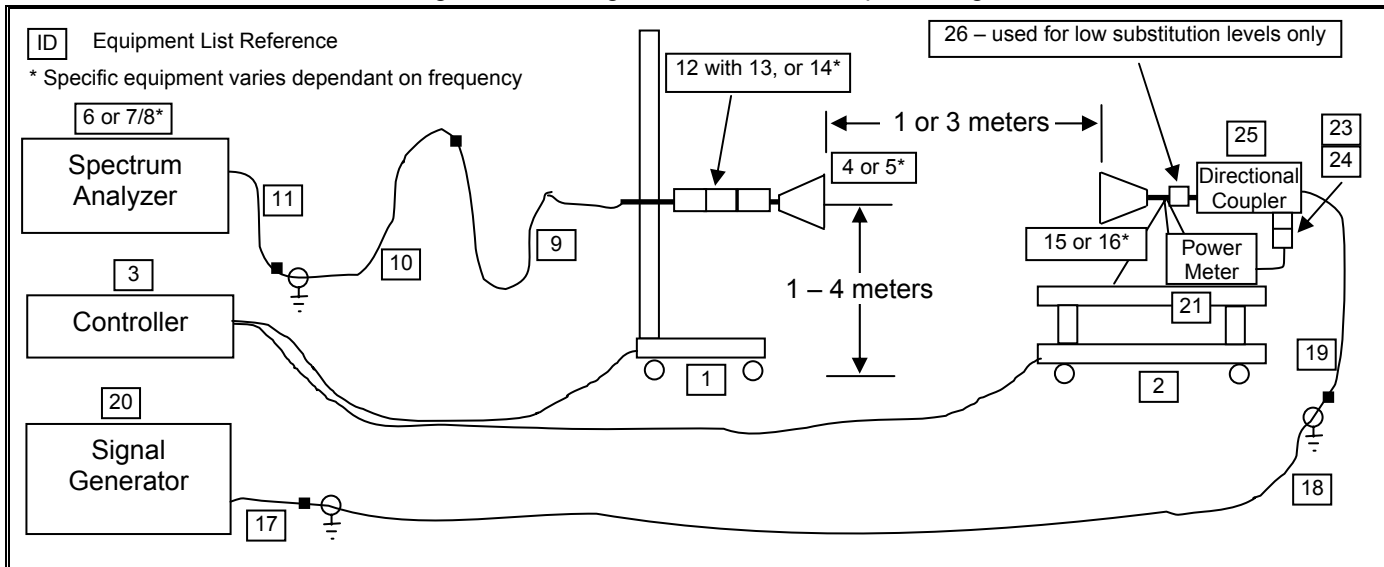 ID Equipment List Reference
* Specific equipment varies dependant on frequency
26 – used for low substitution levels only
12 with 13, or 14*
6 or 7/8*
Spectrum
Analyzer
11
10
9
4 or 5*
1 or 3 meters
1 – 4 meters
25
23
24
Directional
Coupler
15 or 16*
Power
Meter
21
3
Controller
1
2
19
20
Signal
Generator
17
18